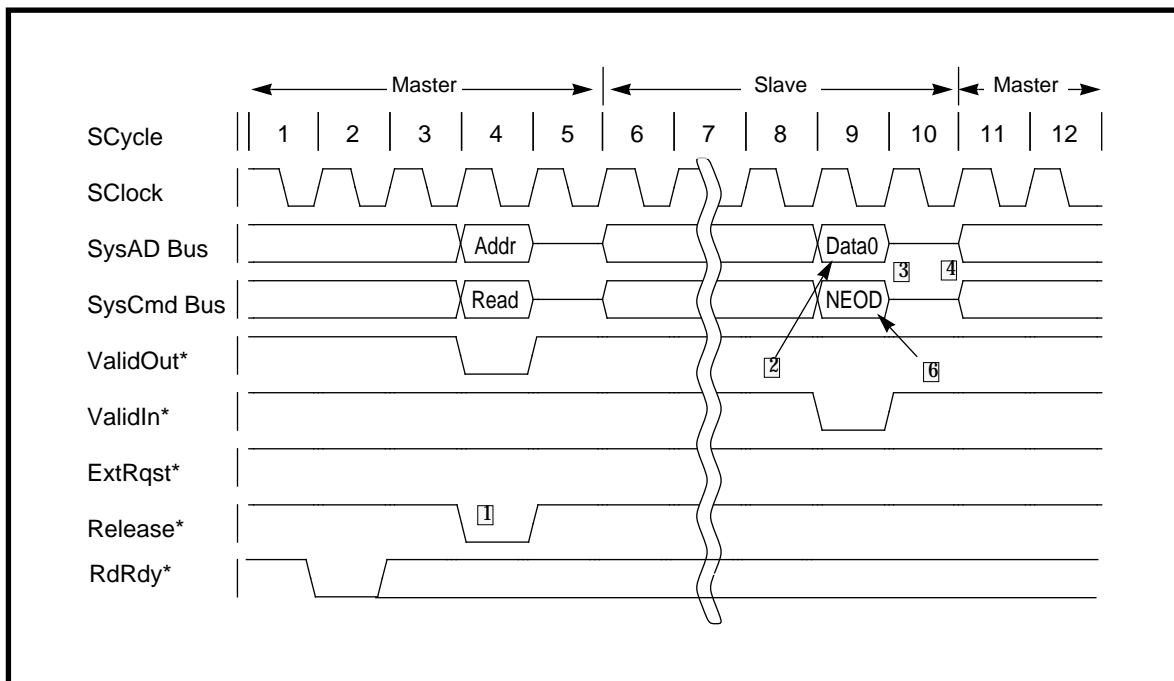 Master Slave Master
SCycle 1 2 3 4 5 6 7 8 9 10 11 12
SClock
SysAD Bus Addr Data0
3 4
SysCmd Bus Read NEOD
ValidOut* 2 6
ValidIn*
ExtRqst*
Release* 1
RdRdy*